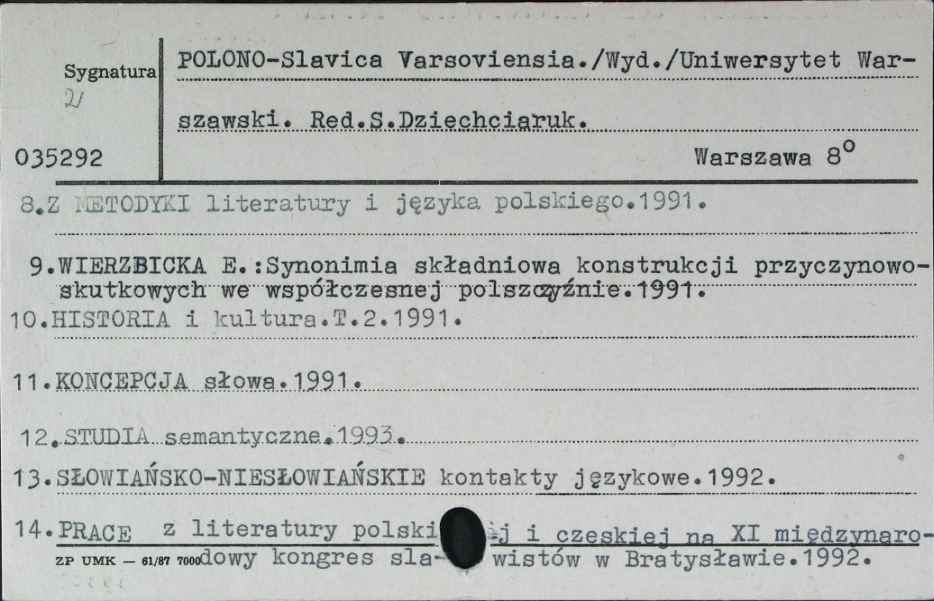 POLONO-Slavica Varsoviensia./Wyd./Uniwersytet War-
Sygnatura
szawski. Red.S.Dziechciaruk.
035292
Warszawa 8°
8.Z METODYKI literatury i języka polskiego.1991.
9.WIERZBICKA E.:Synonimia składniowa konstrukcji przyczynowo-
skutkowych we współczesnej polszczyźnie.1991.
10.HISTORIA i kultura.T.2.1991.
11.KONCEPCJA słowa.1991.
12.STUDIA semantyczne.1993.
13.SŁOWIAŃSKO-NIESŁOWIAŃSKIE kontakty językowe.1992.
14.PRACE z literatury polski j i czeskiej na XI międzynaro-
ZP UMK — 61/87 7000 dowy kongres sla- wistów w Bratysławie.1992.